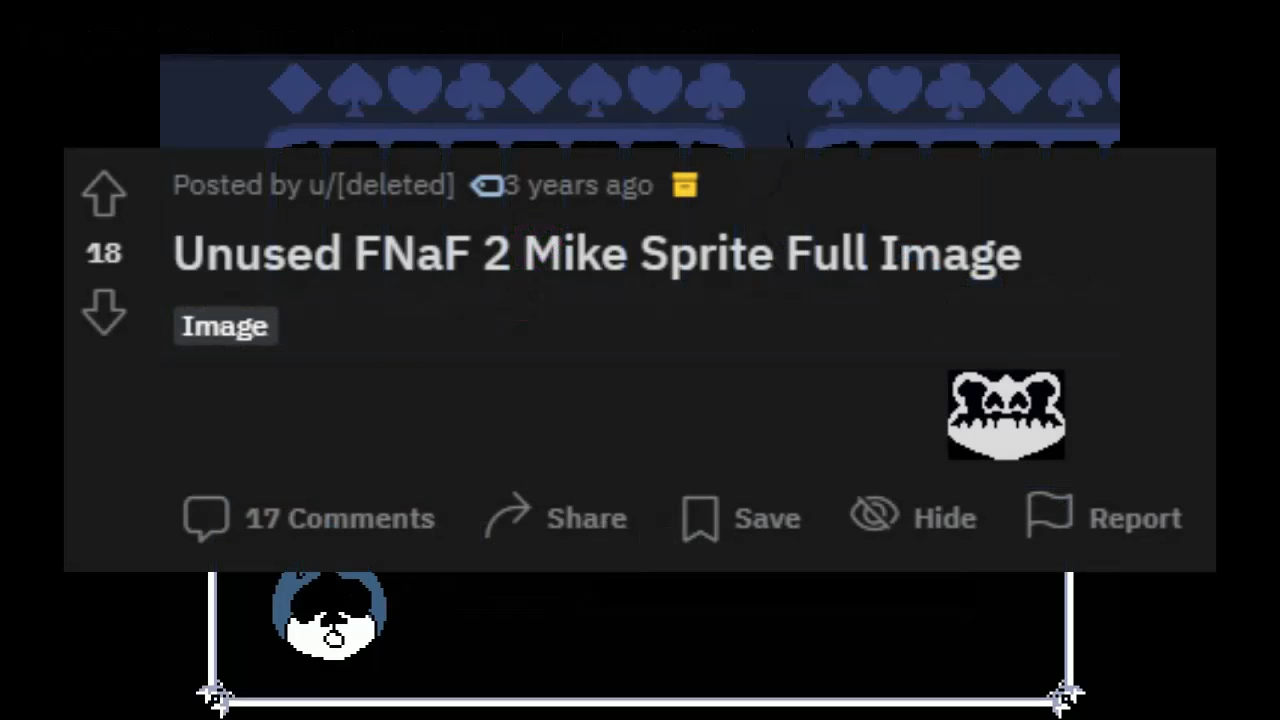 Posted by u/[deleted] 3 years ago
18
Unused FNaF 2 Mike Sprite Full Image
Image
17 Comments Share Save Hide Report